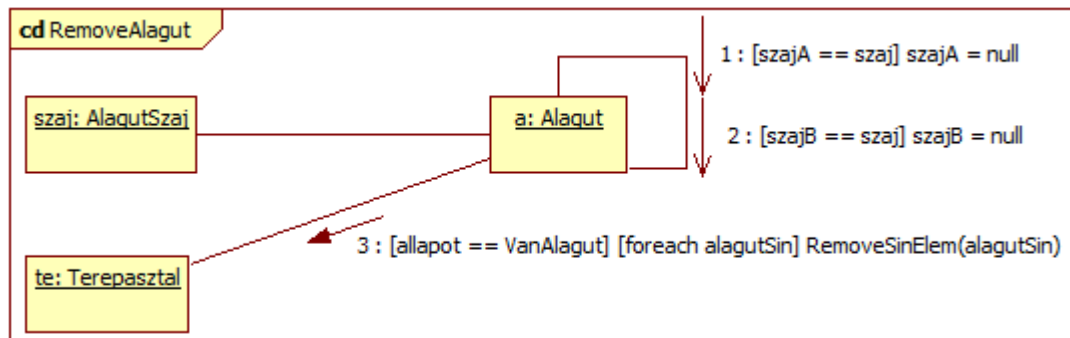 cd RemoveAlagut
1 : [szajA == szaj] szajA = null
szaj: AlagutSzaj
a: Alagut
2 : [szajB == szaj] szajB = null
3 : [allapot == VanAlagut] [foreach alagutSin] RemoveSinElem(alagutSin)
te: Terepasztal